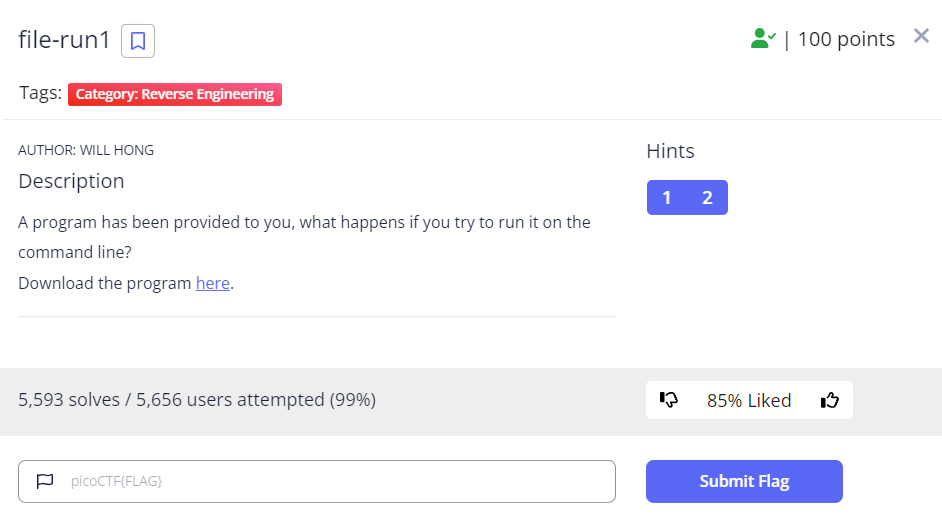 file-run1
| 100 points
Tags: Category: Reverse Engineering
AUTHOR: WILL HONG
Description
A program has been provided to you, what happens if you try to run it on the
command line?
Download the program here.
Hints
1 2
5,593 solves / 5,656 users attempted (99%)
85% Liked
picoCTF{FLAG}
Submit Flag